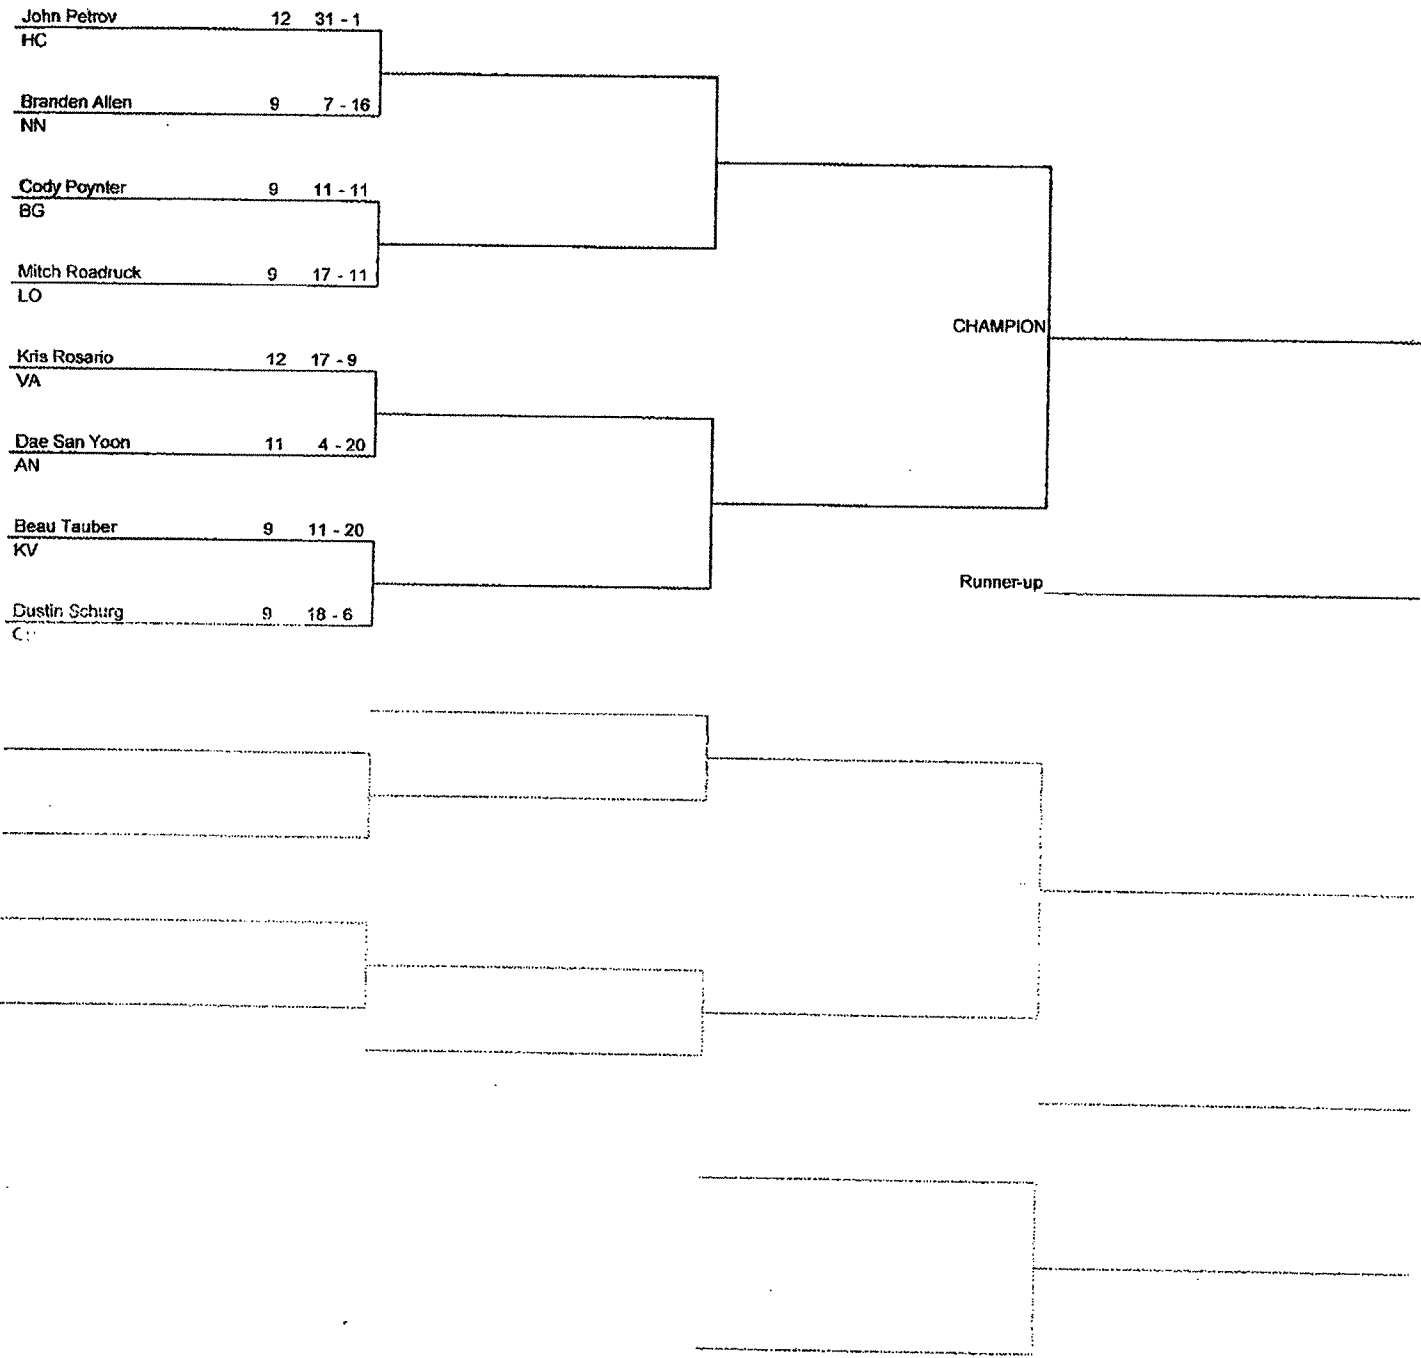 John Petrov 12 31 - 1
HC
Branden Allen 9 7 - 16
NN
Cody Poynter 9 11 - 11
BG
Mitch Roadruck 9 17 - 11
LO
Kris Rosario 12 17 - 9
VA
Dae San Yoon 11 4 - 20
AN
Beau Tauber 9 11 - 20
KV
Dustin Schurg 9 18 - 6
CHAMPION
Runner-up